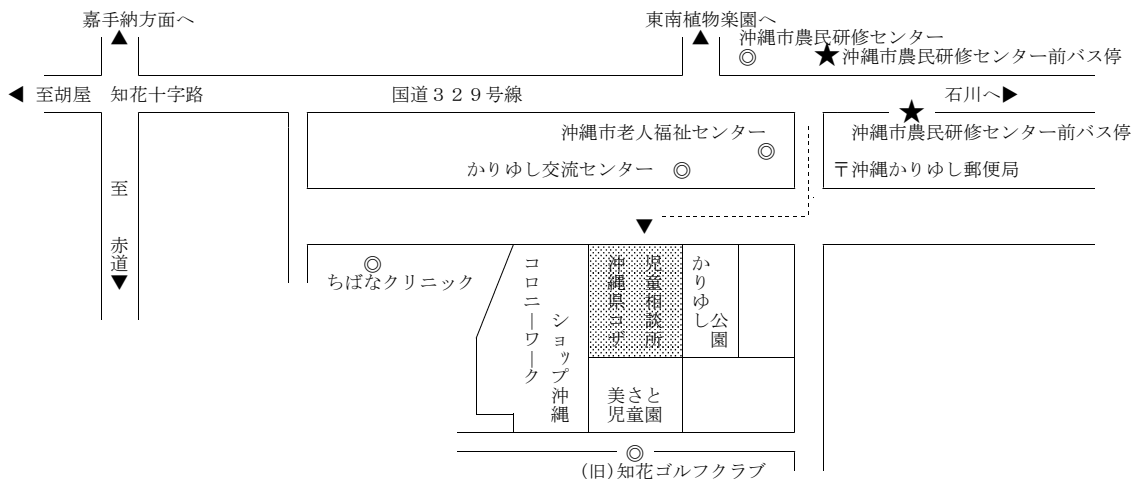 嘉手納方面へ
東南植物楽園へ
沖縄市農民研修センター
沖縄市農民研修センター前バス停
至胡屋 知花十字路
国道329号線
石川へ
沖縄市農民研修センター前バス停
沖縄市老人福祉センター
かりゆし交流センター
〒沖縄かりゆし郵便局
至 赤道
ちばなクリニック
コロニーワーク
ショップ沖縄
沖縄県コザ
児童相談所
かりゆし
公園
美さと
児童園
(旧)知花ゴルフクラブ